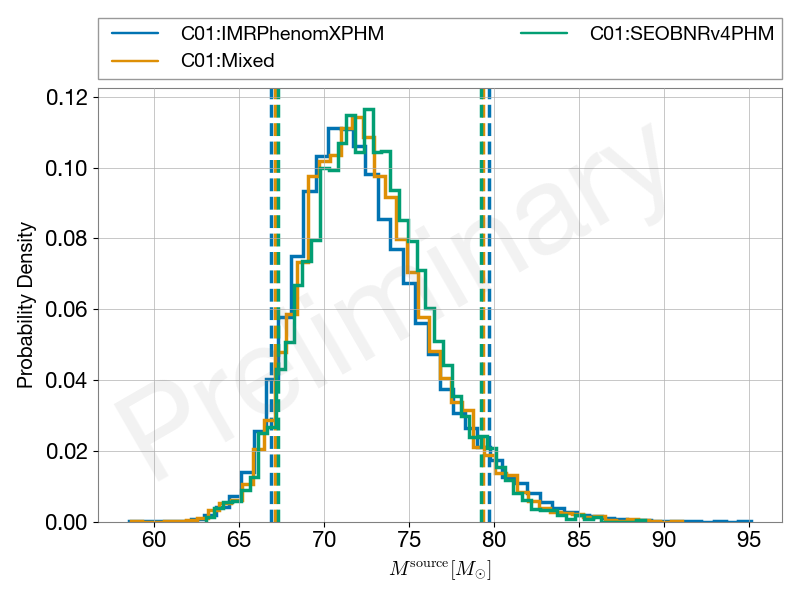 C01:IMRPhenomXPHM
C01:Mixed
C01:SEOBNRv4PHM
Preliminary
Probability Density
0.12
0.10
0.08
0.06
0.04
0.02
0.00
60 65 70 75 80 85 90 95
M^source [M_⊙]